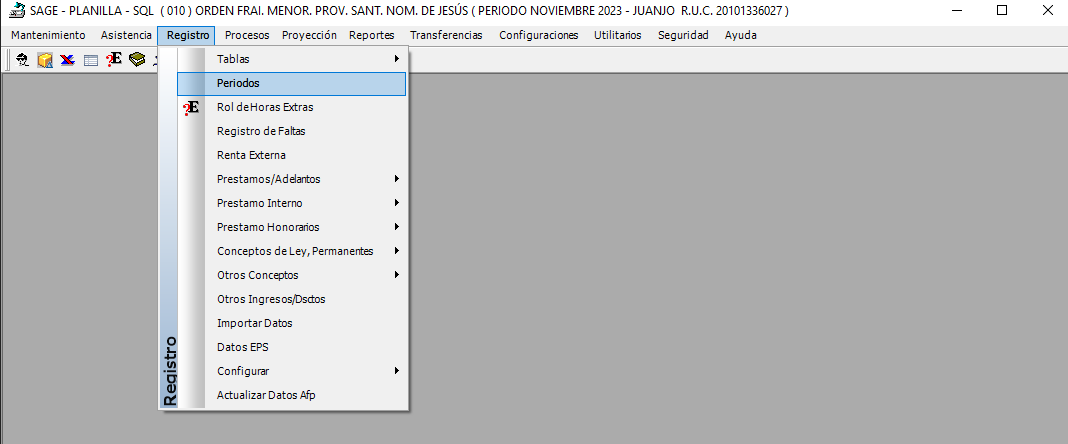 SAGE - PLANILLA - SQL ( 010 ) ORDEN FRAI. MENOR. PROV. SANT. NOM. DE JESÚS ( PERIODO NOVIEMBRE 2023 - JUANJO R.U.C. 20101336027 )
Mantenimiento Asistencia Registro Procesos Proyección Reportes Transferencias Configuraciones Utilitarios Seguridad Ayuda
Tablas
Periodos
Rol de Horas Extras
Registro de Faltas
Renta Externa
Prestamos/Adelantos
Prestamo Interno
Prestamo Honorarios
Conceptos de Ley, Permanentes
Otros Conceptos
Otros Ingresos/Dsctos
Importar Datos
Datos EPS
Configurar
Actualizar Datos Afp
Registro